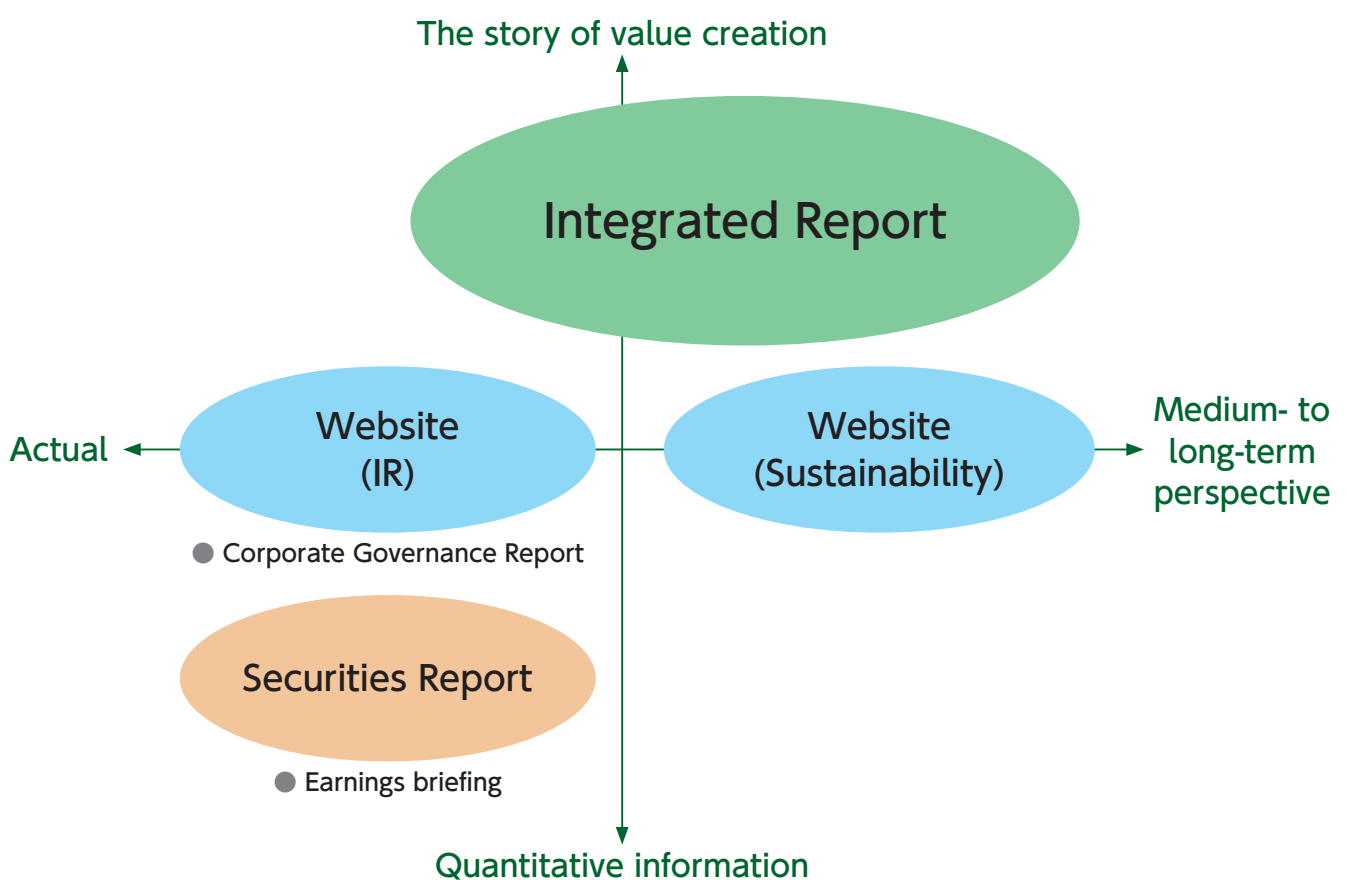 The story of value creation
Integrated Report
Website
(IR)
Website
(Sustainability)
Actual
Medium- to
long-term
perspective
● Corporate Governance Report
Securities Report
● Earnings briefing
Quantitative information